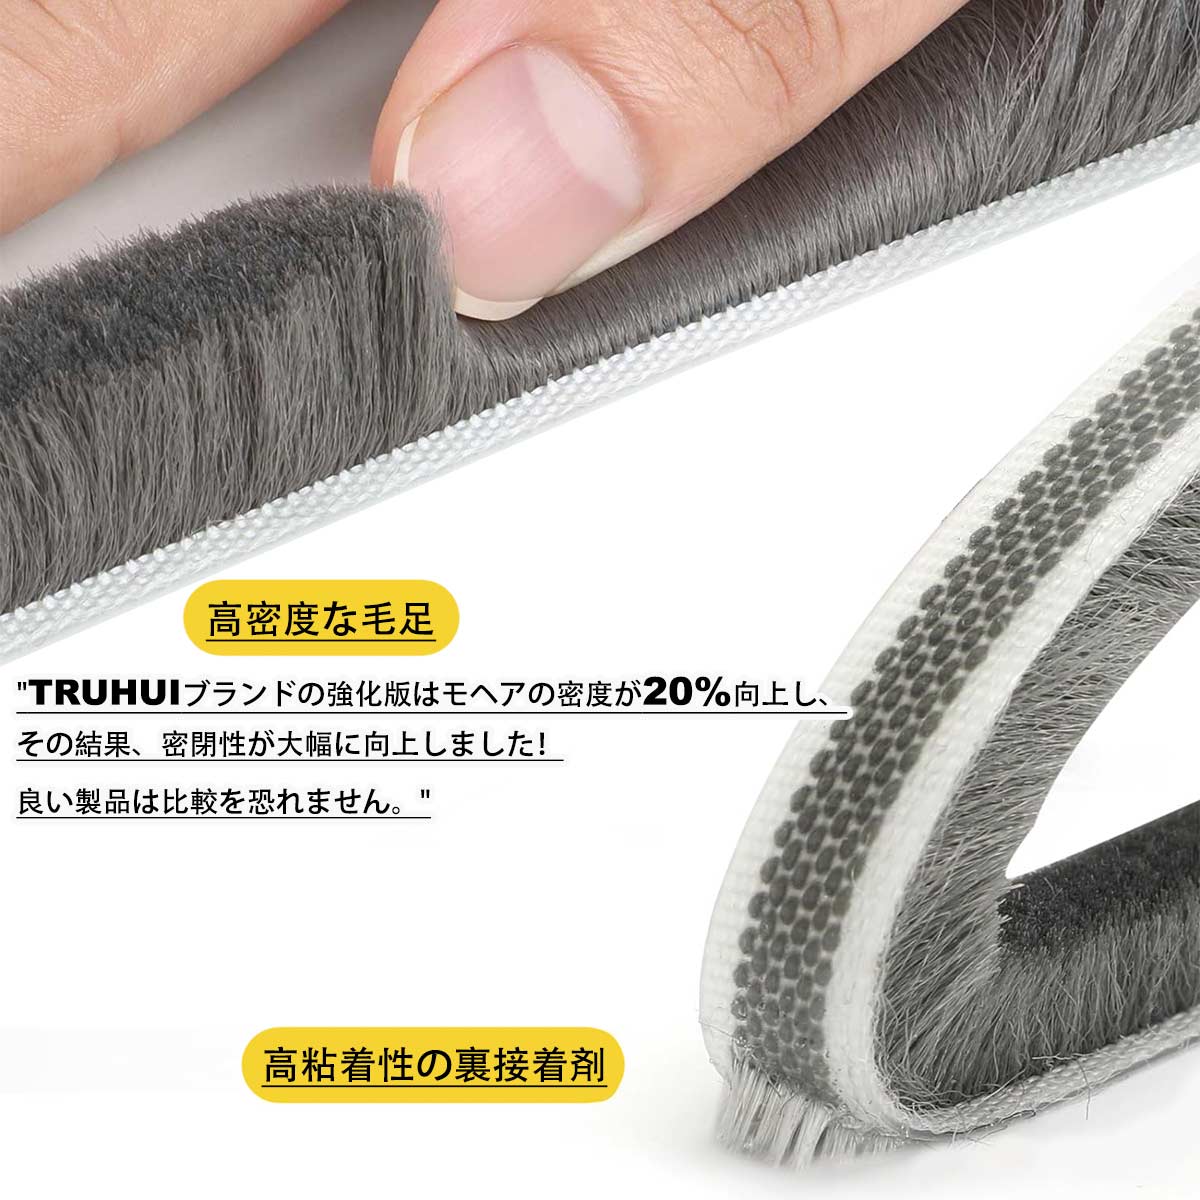 高密度な毛足
"TRUHUIブランドの強化版はモヘアの密度が20%向上し、
その結果、密閉性が大幅に向上しました!
良い製品は比較を恐れません。"
高粘着性の裏接着剤